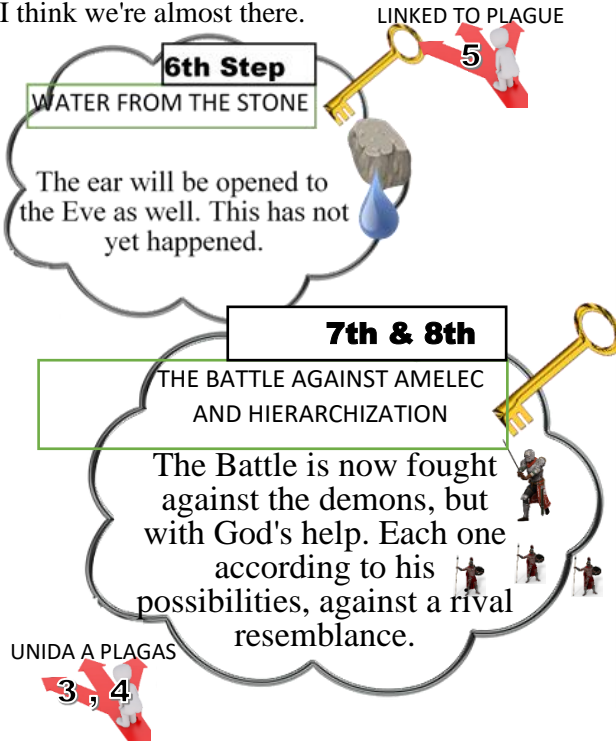 I think we're almost there.
LINKED TO PLAGUE
5
6th Step
WATER FROM THE STONE
The ear will be opened to
the Eve as well. This has not
yet happened.
7th & 8th
THE BATTLE AGAINST AMELEC
AND HIERARCHIZATION
The Battle is now fought
against the demons, but
with God's help. Each one
according to his
possibilities, against a rival
resemblance.
UNIDA A PLAGAS
3 , 4